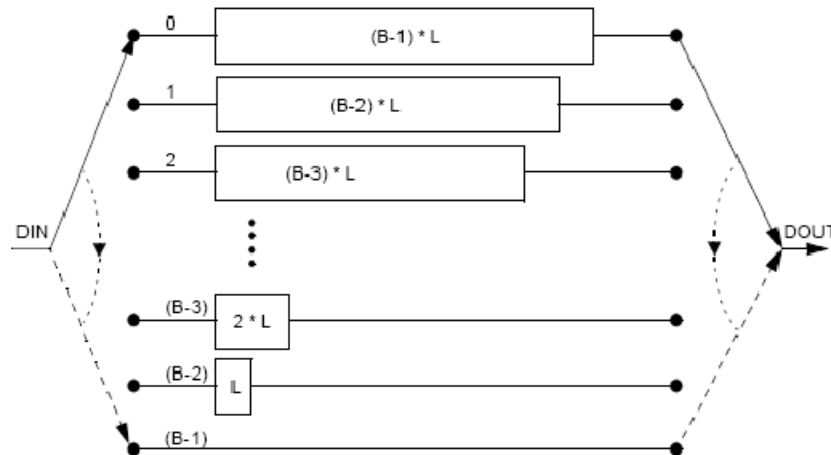 0
(B-1) * L
1
(B-2) * L
2
(B-3) * L
DIN
DOUT
(B-3)
2 * L
(B-2)
L
(B-1)